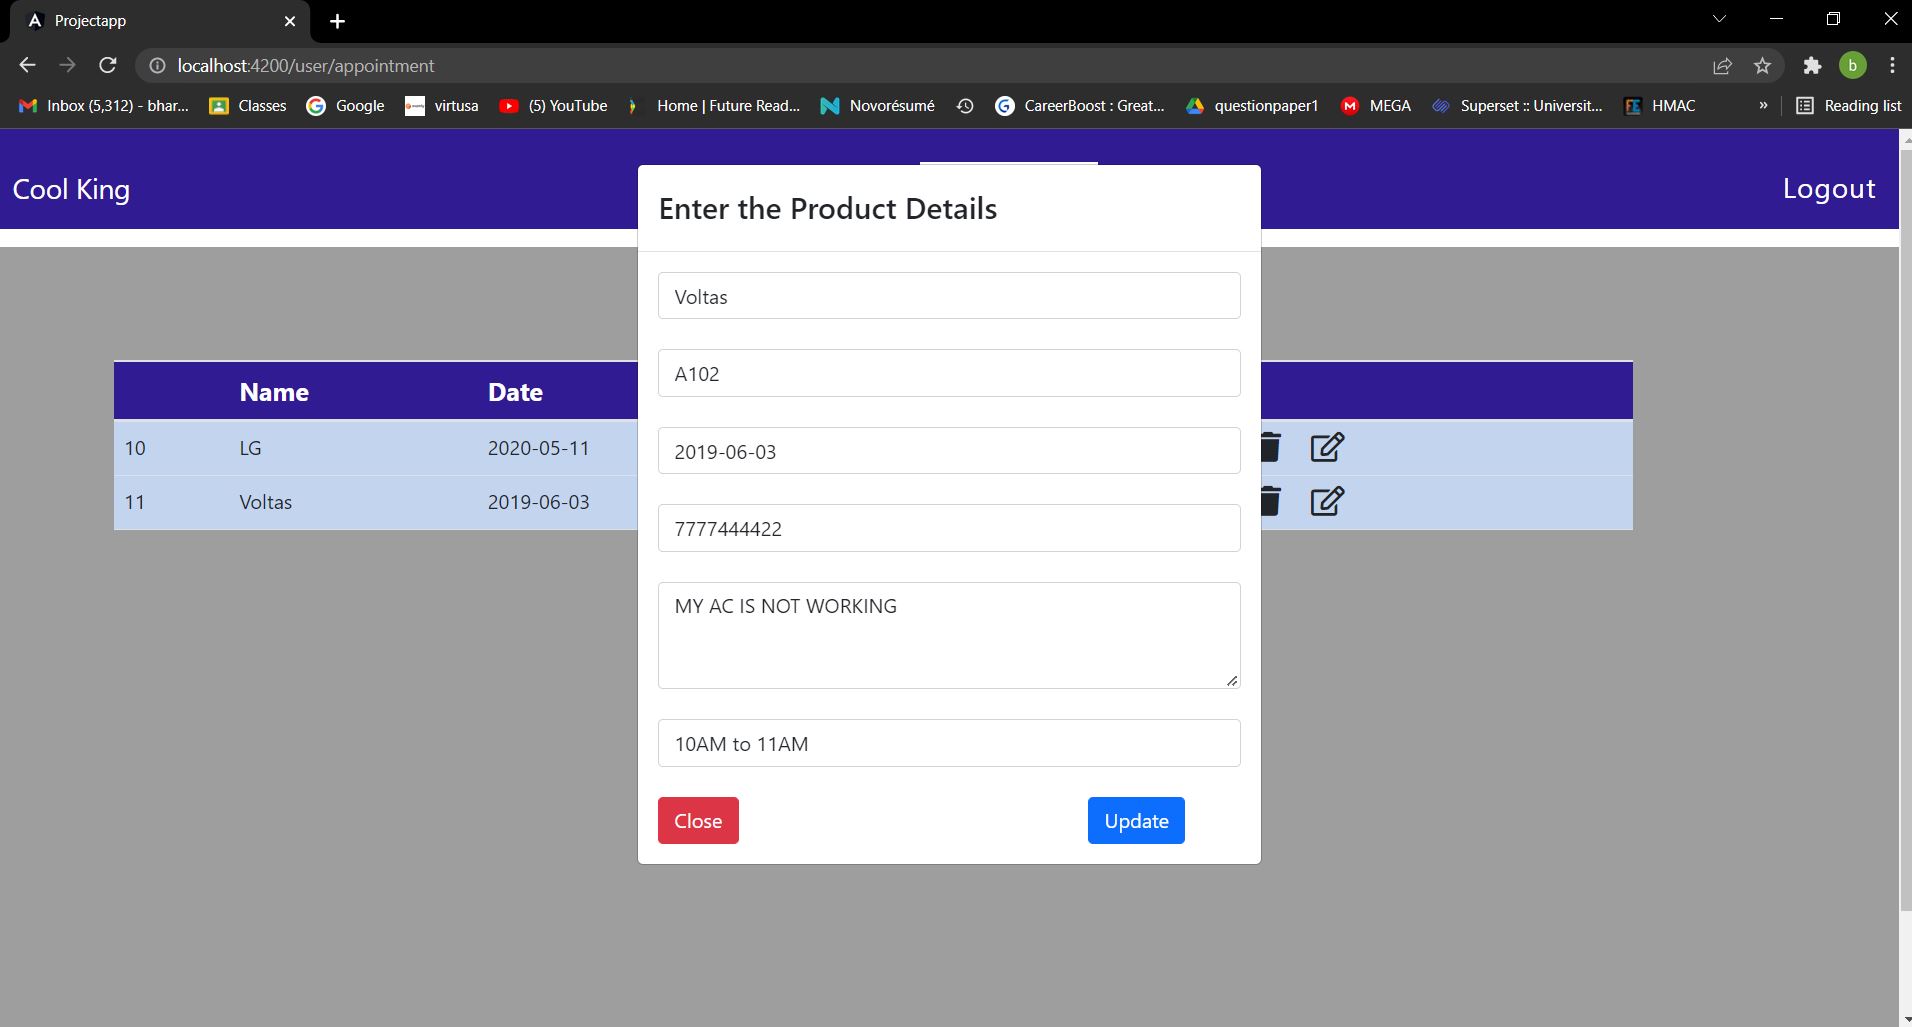 Projectapp
localhost:4200/user/appointment
b
Inbox (5,312) - bhar... Classes Google virtusa (5) YouTube Home | Future Read... Novorésumé CareerBoost : Great... questionpaper1 MEGA Superset :: Universit... HMAC » Reading list
Cool King
Logout
Enter the Product Details
Voltas
A102
2019-06-03
7777444422
MY AC IS NOT WORKING
10AM to 11AM
Close Update
Name Date
10 LG 2020-05-11
11 Voltas 2019-06-03